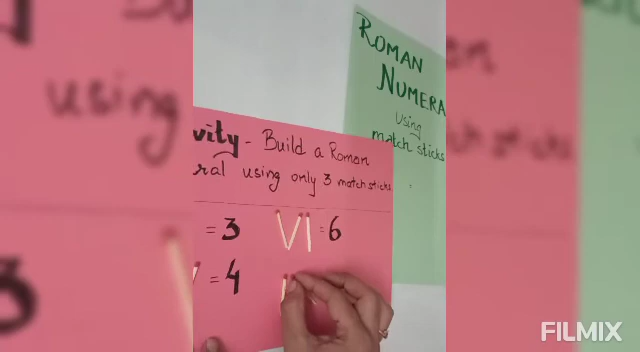 ROMAN
NUMERA
using
match sticks
vity - Build a Roman
ral using only 3 match sticks
= 3 VI = 6
= 4
FILMIX